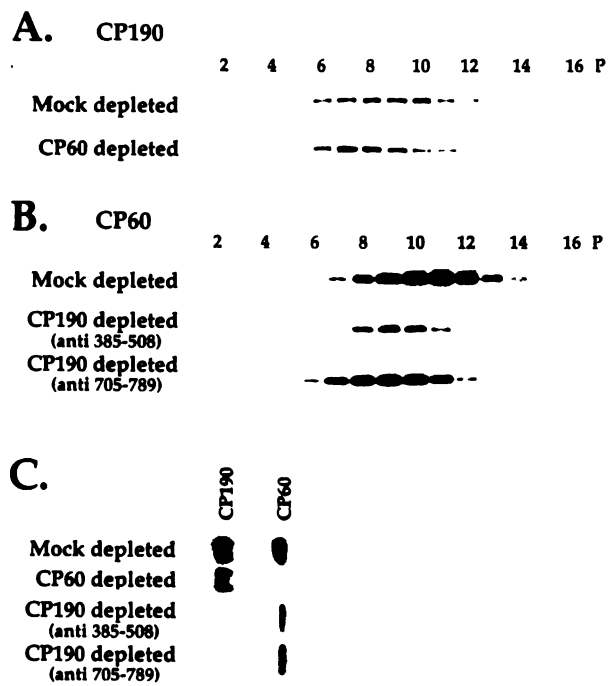 A. CP190
2 4 6 8 10 12 14 16 P
Mock depleted
CP60 depleted
B. CP60
2 4 6 8 10 12 14 16 P
Mock depleted
CP190 depleted
(anti 385-508)
CP190 depleted
(anti 705-789)
C.
CP190 CP60
Mock depleted
CP60 depleted
CP190 depleted
(anti 385-508)
CP190 depleted
(anti 705-789)